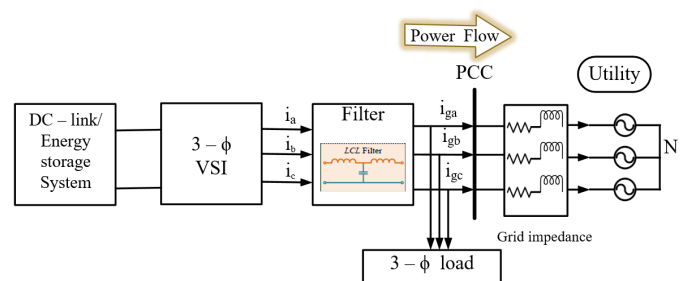 Power Flow
PCC
Utility
DC – link/
Energy
storage
System
3 – ϕ
VSI
i_a
i_b
i_c
Filter
LCL Filter
i_ga
i_gb
i_gc
N
Grid impedance
3 – ϕ load